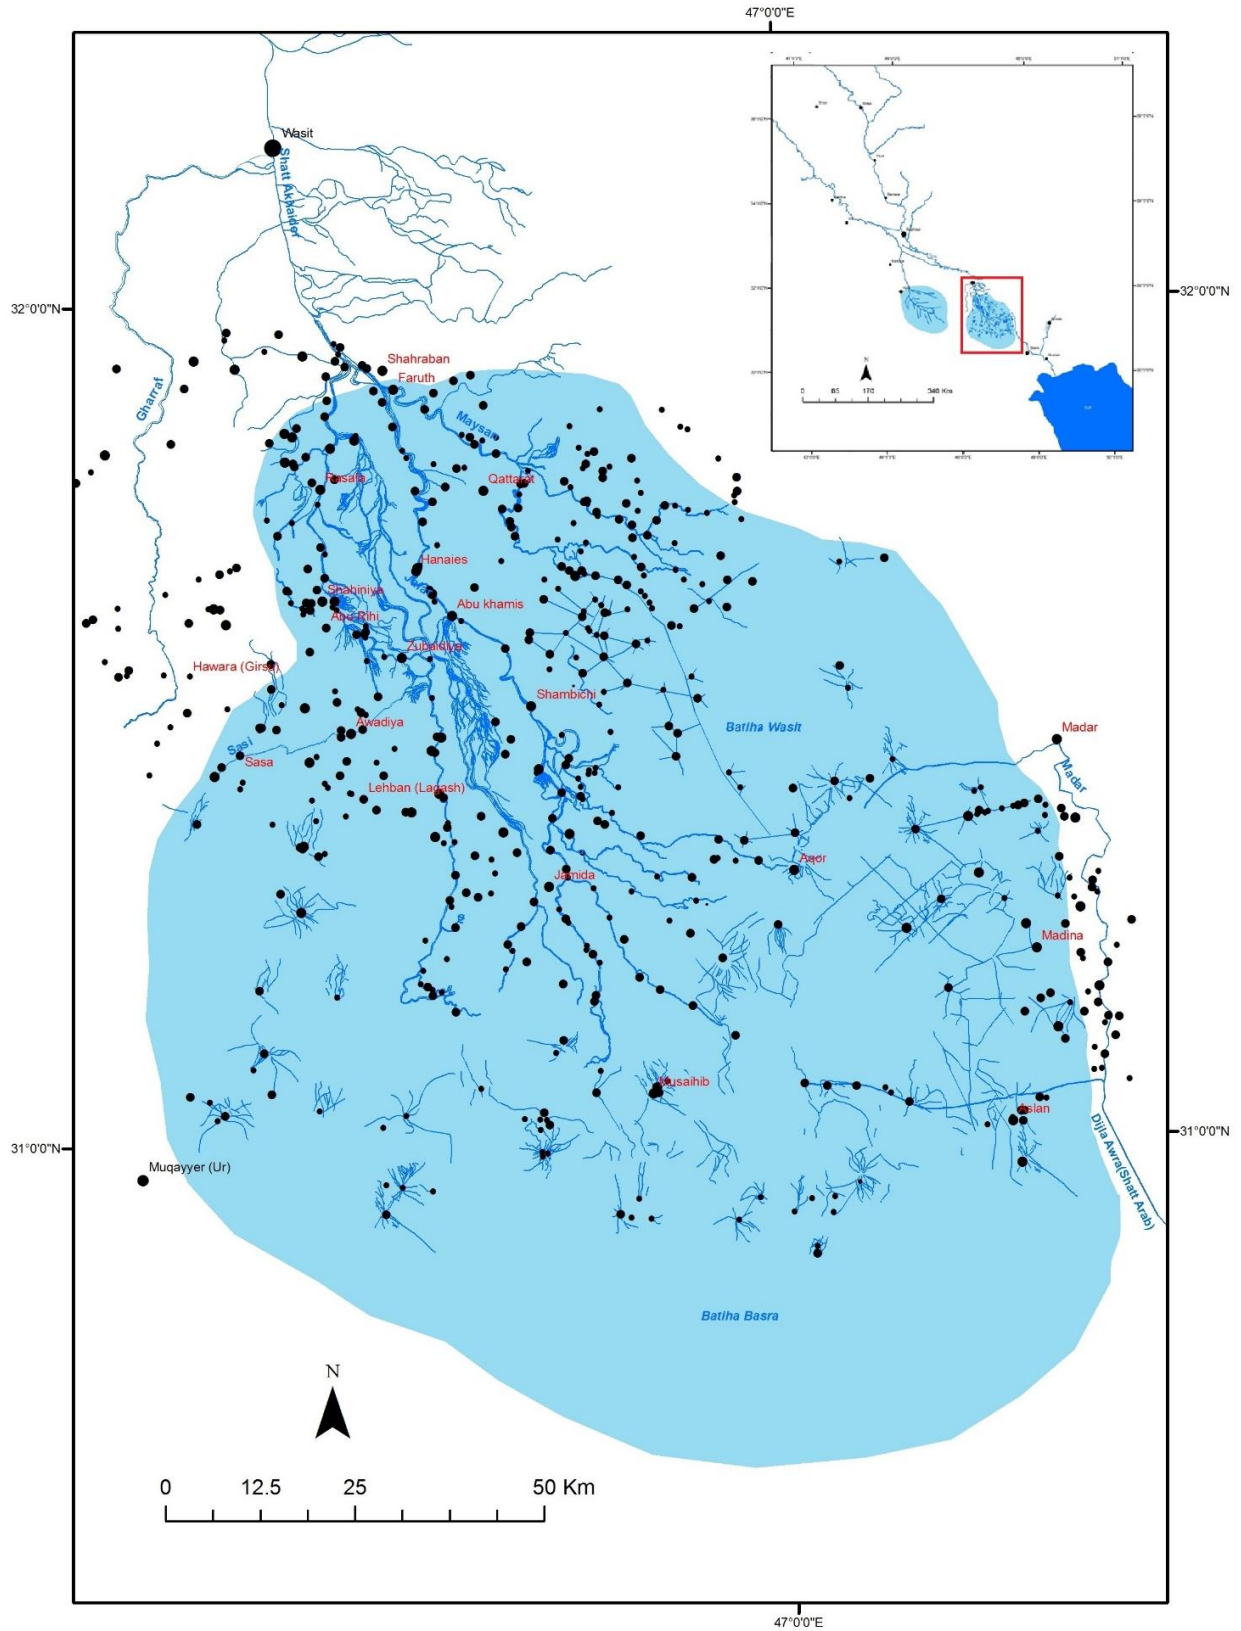 47°0'0"E
Wasit
Shatt Akhaider
32°0'0"N
32°0'0"N
N
Shahraban
Faruth
Gharraf
Maysan
Rasafa
Qattarat
Hanaies
Shahiniya
Abu khamis
Abu Rihi
Zubaidiya
Hawara (Girsu)
Shambichi
Awadiya
Batiha Wasit
Madar
Sasi
Sasa
Madar
Lehban (Lagash)
Aqor
Jamida
Madina
Musaihib
Aslan
31°0'0"N
31°0'0"N
Dijla Awra(Shatt Arab)
Muqayyer (Ur)
Batiha Basra
N
0 12.5 25 50 Km
47°0'0"E